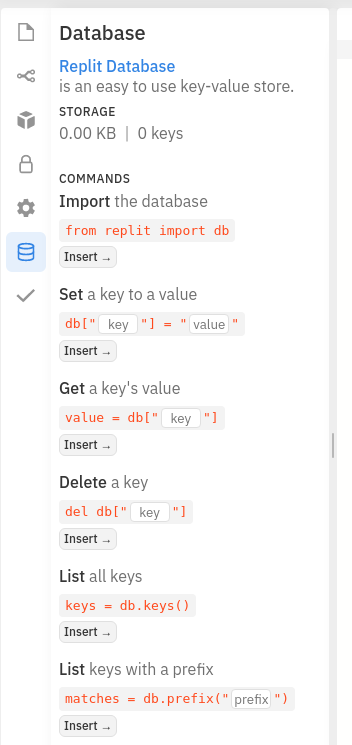 Database
Replit Database
is an easy to use key-value store.
STORAGE
0.00 KB | 0 keys
COMMANDS
Import the database
from replit import db
Insert →
Set a key to a value
db[" key "] = " value "
Insert →
Get a key's value
value = db[" key "]
Insert →
Delete a key
del db[" key "]
Insert →
List all keys
keys = db.keys()
Insert →
List keys with a prefix
matches = db.prefix(" prefix ")
Insert →